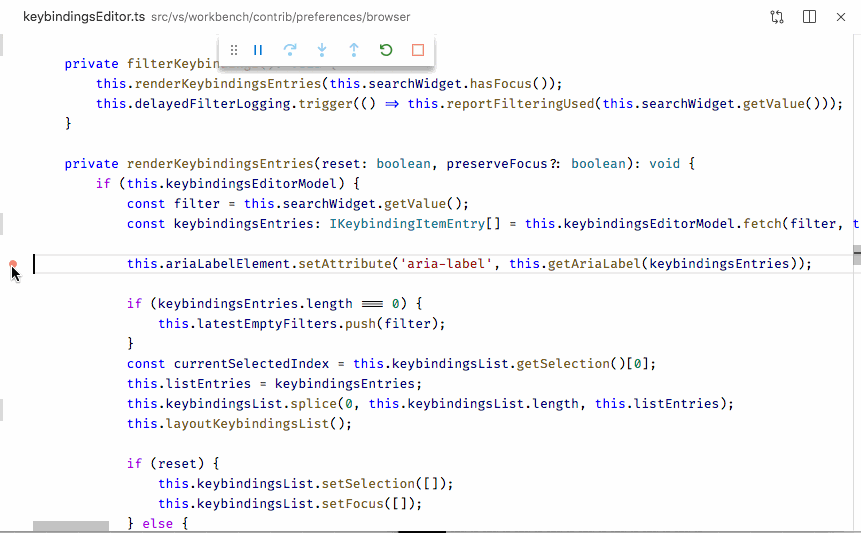 keybindingsEditor.ts src/vs/workbench/contrib/preferences/browser
private filterKeybin
this.renderKeybindingsEntries(this.searchWidget.hasFocus());
this.delayedFilterLogging.trigger(() => this.reportFilteringUsed(this.searchWidget.getValue()));
}
private renderKeybindingsEntries(reset: boolean, preserveFocus?: boolean): void {
if (this.keybindingsEditorModel) {
const filter = this.searchWidget.getValue();
const keybindingsEntries: IKeybindingItemEntry[] = this.keybindingsEditorModel.fetch(filter, t
this.ariaLabelElement.setAttribute('aria-label', this.getAriaLabel(keybindingsEntries));
if (keybindingsEntries.length === 0) {
this.latestEmptyFilters.push(filter);
}
const currentSelectedIndex = this.keybindingsList.getSelection()[0];
this.listEntries = keybindingsEntries;
this.keybindingsList.splice(0, this.keybindingsList.length, this.listEntries);
this.layoutKeybindingsList();
if (reset) {
this.keybindingsList.setSelection([]);
this.keybindingsList.setFocus([]);
} else {